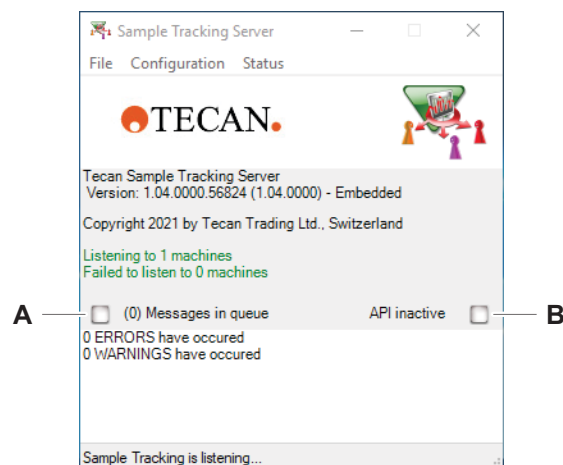 Sample Tracking Server
File Configuration Status
TECAN.
Tecan Sample Tracking Server
Version: 1.04.0000.56824 (1.04.0000) - Embedded
Copyright 2021 by Tecan Trading Ltd., Switzerland
Listening to 1 machines
Failed to listen to 0 machines
A (0) Messages in queue API inactive B
0 ERRORS have occured
0 WARNINGS have occured
Sample Tracking is listening...